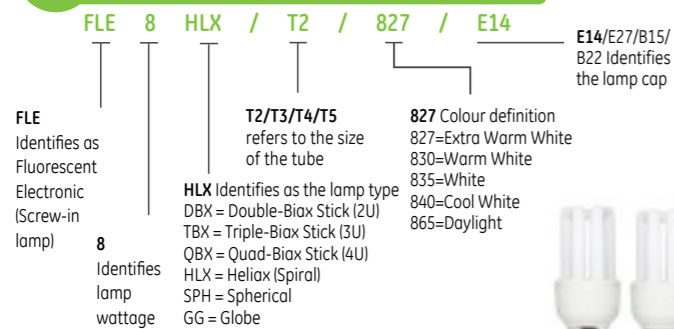 FLE 8 HLX / T2 / 827 / E14
E14/E27/B15/
B22 Identifies
the lamp cap
FLE
Identifies as
Fluorescent
Electronic
(Screw-in
lamp)
8
Identifies
lamp
wattage
HLX Identifies as the lamp type
DBX = Double-Biax Stick (2U)
TBX = Triple-Biax Stick (3U)
QBX = Quad-Biax Stick (4U)
HLX = Heliax (Spiral)
SPH = Spherical
GG = Globe
T2/T3/T4/T5
refers to the size
of the tube
827 Colour definition
827=Extra Warm White
830=Warm White
835=White
840=Cool White
865=Daylight